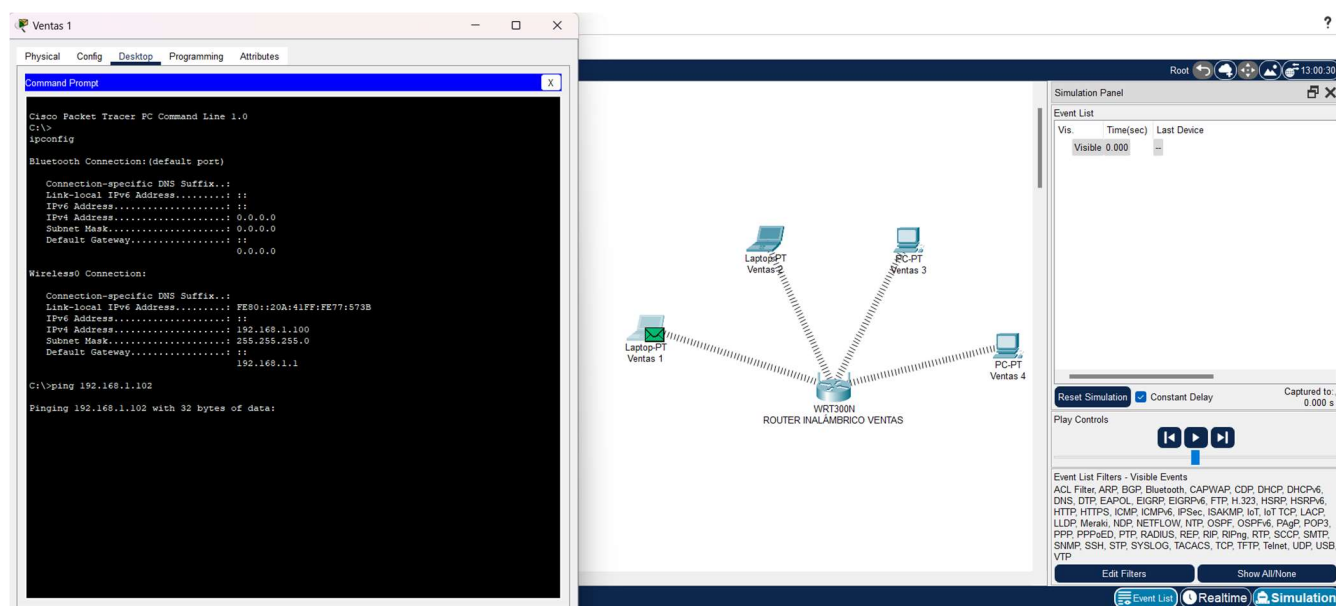 Ventas 1
Physical Config Desktop Programming Attributes
Command Prompt
X
Cisco Packet Tracer PC Command Line 1.0
C:\>
ipconfig
Bluetooth Connection:(default port)
Connection-specific DNS Suffix..:
Link-local IPv6 Address.........: ::
IPv6 Address....................: ::
IPv4 Address....................: 0.0.0.0
Subnet Mask.....................: 0.0.0.0
Default Gateway.................: ::
0.0.0.0
Wireless0 Connection:
Connection-specific DNS Suffix..:
Link-local IPv6 Address.........: FE80::20A:41FF:FE77:573B
IPv6 Address....................: ::
IPv4 Address....................: 192.168.1.100
Subnet Mask.....................: 255.255.255.0
Default Gateway.................: ::
192.168.1.1
C:\>ping 192.168.1.102
Pinging 192.168.1.102 with 32 bytes of data:
?
Root 13:00:30
Laptop-PT
Ventas 2
PC-PT
Ventas 3
Laptop-PT
Ventas 1
PC-PT
Ventas 4
WRT300N
ROUTER INALÁMBRICO VENTAS
Simulation Panel
Event List
Vis. Time(sec) Last Device
Visible 0.000 --
Reset Simulation Constant Delay Captured to:
0.000 s
Play Controls
Event List Filters - Visible Events
ACL Filter, ARP, BGP, Bluetooth, CAPWAP, CDP, DHCP, DHCPv6,
DNS, DTP, EAPOL, EIGRP, EIGRPv6, FTP, H.323, HSRP, HSRPv6,
HTTP, HTTPS, ICMP, ICMPv6, IPSec, ISAKMP, IoT, IoT TCP, LACP,
LLDP, Meraki, NDP, NETFLOW, NTP, OSPF, OSPFv6, PAgP, POP3,
PPP, PPPoED, PTP, RADIUS, REP, RIP, RIPng, RTP, SCCP, SMTP,
SNMP, SSH, STP, SYSLOG, TACACS, TCP, TFTP, Telnet, UDP, USB,
VTP
Edit Filters Show All/None
Event List Realtime Simulation